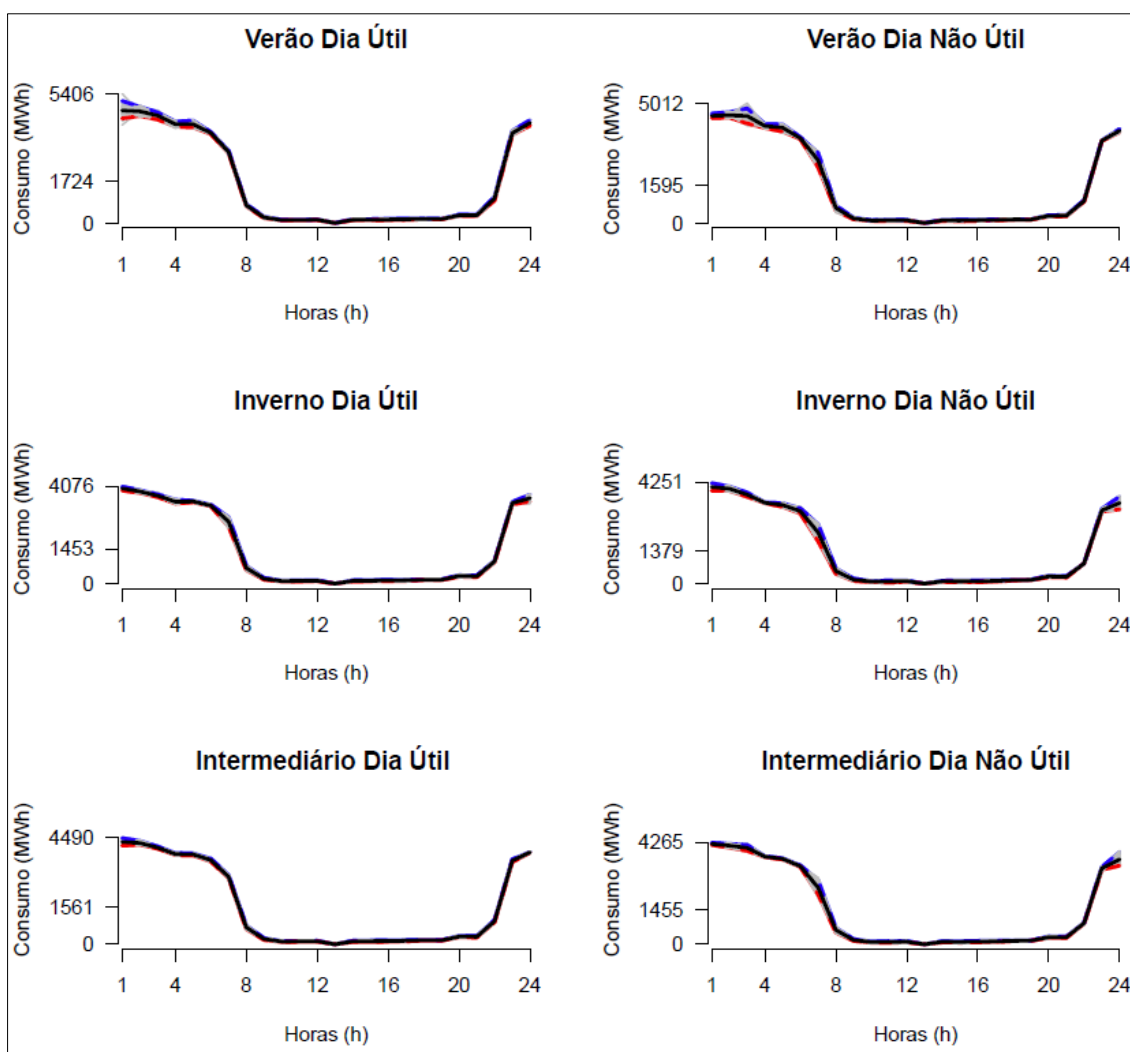 Verão Dia Útil
Consumo (MWh)
5406
1724
0
1 4 8 12 16 20 24
Horas (h)
Verão Dia Não Útil
Consumo (MWh)
5012
1595
0
1 4 8 12 16 20 24
Horas (h)
Inverno Dia Útil
Consumo (MWh)
4076
1453
0
1 4 8 12 16 20 24
Horas (h)
Inverno Dia Não Útil
Consumo (MWh)
4251
1379
0
1 4 8 12 16 20 24
Horas (h)
Intermediário Dia Útil
Consumo (MWh)
4490
1561
0
1 4 8 12 16 20 24
Horas (h)
Intermediário Dia Não Útil
Consumo (MWh)
4265
1455
0
1 4 8 12 16 20 24
Horas (h)